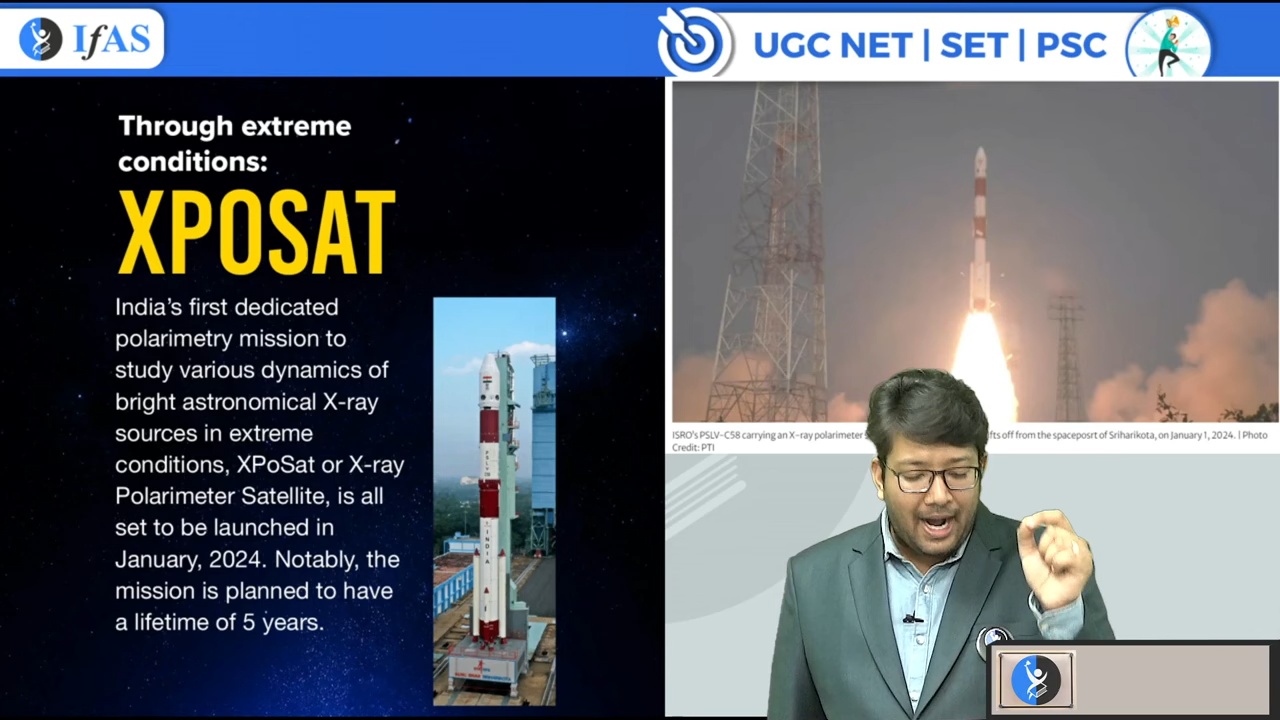 IfAS
UGC NET | SET | PSC
Through extreme
conditions:
XPOSAT
India's first dedicated
polarimetry mission to
study various dynamics of
bright astronomical X-ray
sources in extreme
conditions, XPoSat or X-ray
Polarimeter Satellite, is all
set to be launched in
January, 2024. Notably, the
mission is planned to have
a lifetime of 5 years.
PSLV
INDIA
ISRO's PSLV-C58 carrying an X-ray polarimeter
fts off from the spaceposrt of Sriharikota, on January 1, 2024. | Photo
Credit: PTI